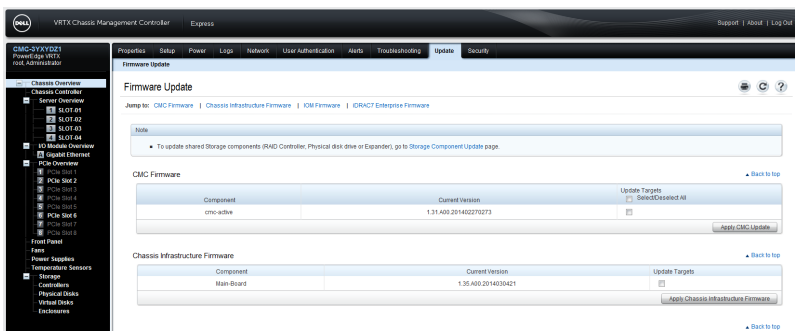 DELL
VRTX Chassis Management Controller Express
Support | About | Log Out
CMC-3YXYDZ1
PowerEdge VRTX
root, Administrator
Properties Setup Power Logs Network User Authentication Alerts Troubleshooting Update Security
Firmware Update
Chassis Overview
Chassis Controller
Server Overview
1 SLOT-01
2 SLOT-02
3 SLOT-03
4 SLOT-04
I/O Module Overview
A Gigabit Ethernet
PCIe Overview
1 PCIe Slot 1
2 PCIe Slot 2
3 PCIe Slot 3
4 PCIe Slot 4
5 PCIe Slot 5
6 PCIe Slot 6
7 PCIe Slot 7
8 PCIe Slot 8
Front Panel
Fans
Power Supplies
Temperature Sensors
Storage
Controllers
Physical Disks
Virtual Disks
Enclosures
Firmware Update
Jump to: CMC Firmware | Chassis Infrastructure Firmware | IOM Firmware | iDRAC7 Enterprise Firmware
Note
To update shared Storage components (RAID Controller, Physical disk drive or Expander), go to Storage Component Update page.
CMC Firmware
Back to top
Component Current Version Update Targets
Select/Deselect All
cmc-active 1.31.A00.201402270273
Apply CMC Update
Chassis Infrastructure Firmware
Back to top
Component Current Version Update Targets
Main-Board 1.35.A00.2014030421
Apply Chassis Infrastructure Firmware
Back to top